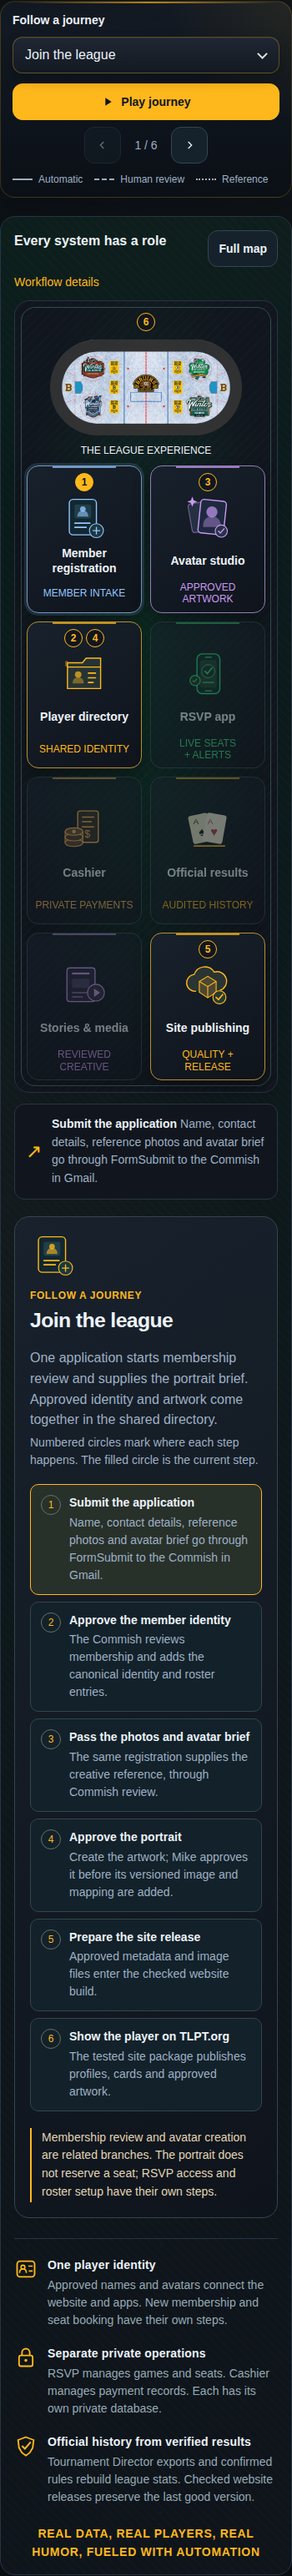 Follow a journey
Join the league
Play journey
1 / 6
Automatic Human review Reference
Every system has a role
Full map
Workflow details
6
B B
THE LEAGUE EXPERIENCE
1
Member
registration
MEMBER INTAKE
3
Avatar studio
APPROVED
ARTWORK
2 4
Player directory
SHARED IDENTITY
RSVP app
LIVE SEATS
+ ALERTS
$
Cashier
PRIVATE PAYMENTS
A A
Official results
AUDITED HISTORY
Stories & media
REVIEWED
CREATIVE
5
Site publishing
QUALITY +
RELEASE
Submit the application Name, contact
details, reference photos and avatar brief
go through FormSubmit to the Commish
in Gmail.
FOLLOW A JOURNEY
Join the league
One application starts membership
review and supplies the portrait brief.
Approved identity and artwork come
together in the shared directory.
Numbered circles mark where each step
happens. The filled circle is the current step.
1 Submit the application
Name, contact details, reference
photos and avatar brief go through
FormSubmit to the Commish in
Gmail.
2 Approve the member identity
The Commish reviews
membership and adds the
canonical identity and roster
entries.
3 Pass the photos and avatar brief
The same registration supplies the
creative reference, through
Commish review.
4 Approve the portrait
Create the artwork; Mike approves
it before its versioned image and
mapping are added.
5 Prepare the site release
Approved metadata and image
files enter the checked website
build.
6 Show the player on TLPT.org
The tested site package publishes
profiles, cards and approved
artwork.
Membership review and avatar creation
are related branches. The portrait does
not reserve a seat; RSVP access and
roster setup have their own steps.
One player identity
Approved names and avatars connect the
website and apps. New membership and
seat booking have their own steps.
Separate private operations
RSVP manages games and seats. Cashier
manages payment records. Each has its
own private database.
Official history from verified results
Tournament Director exports and confirmed
rules rebuild league stats. Checked website
releases preserve the last good version.
REAL DATA, REAL PLAYERS, REAL
HUMOR, FUELED WITH AUTOMATION